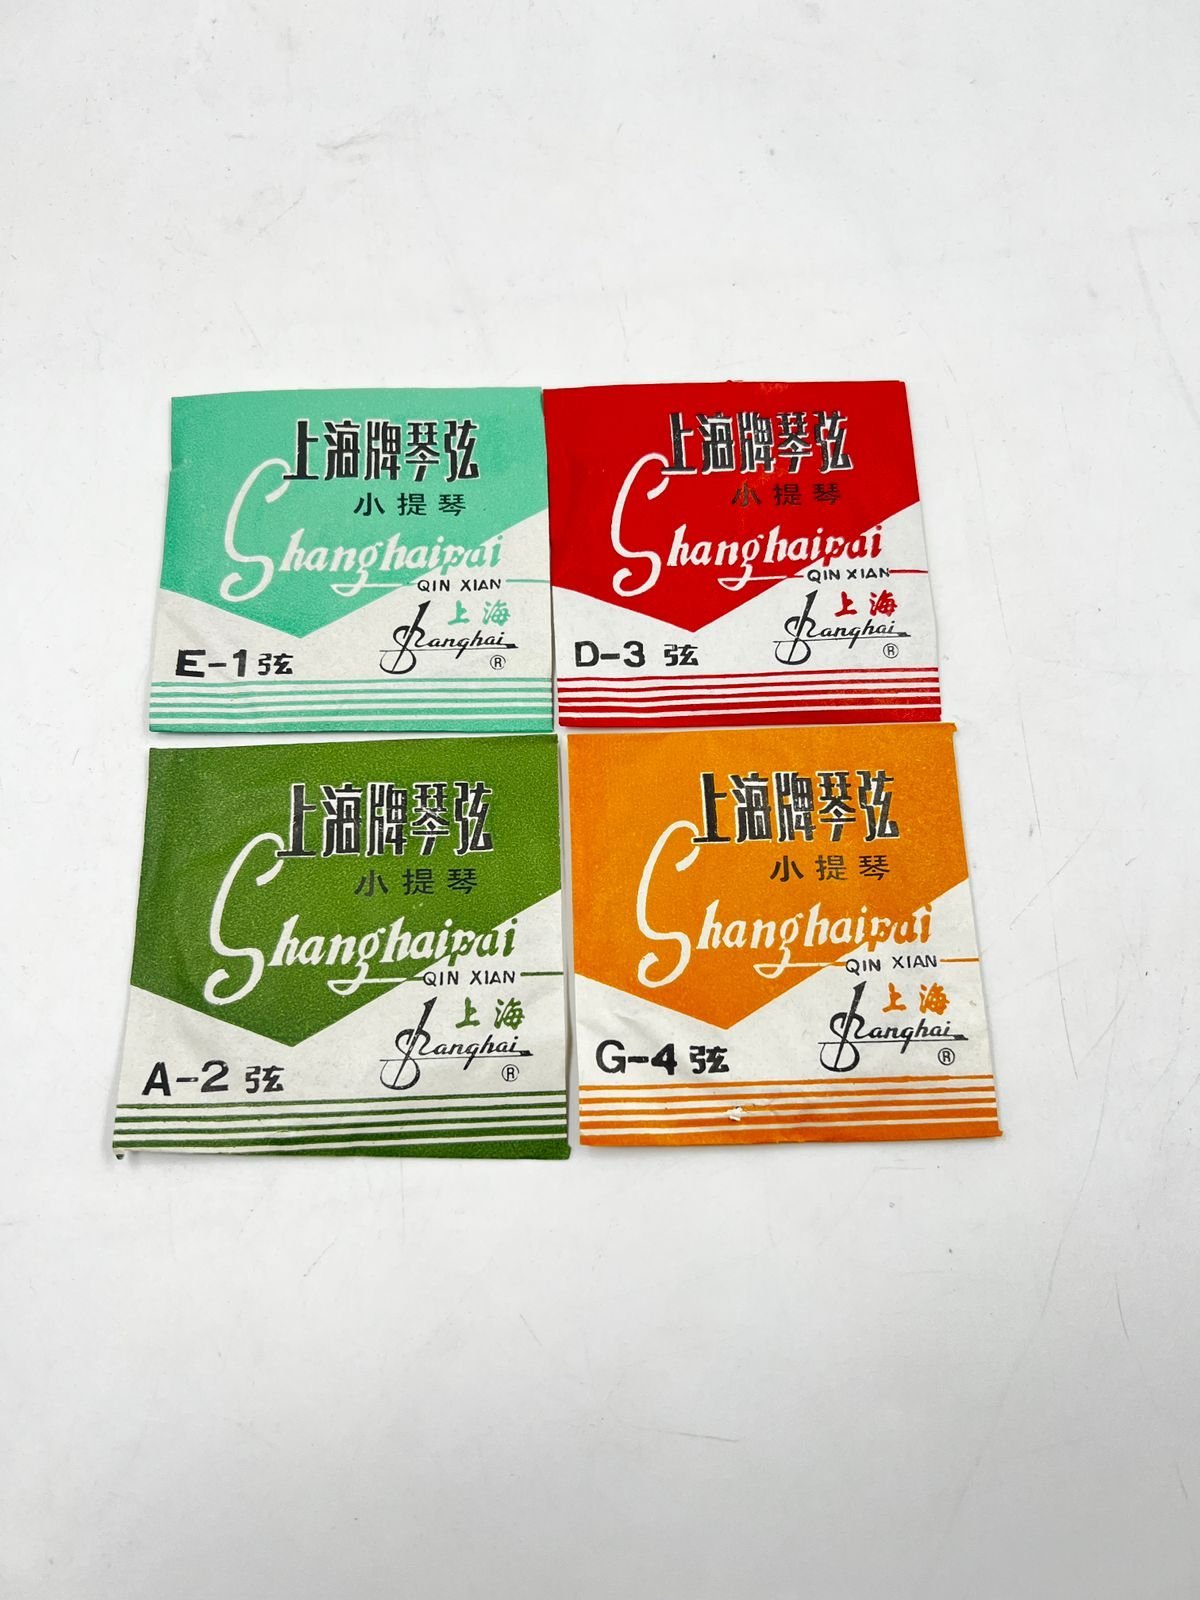 上海牌琴弦
小提琴
Shanghaipai
QIN XIAN
上海
Shanghai
®
E-1 弦
上海牌琴弦
小提琴
Shanghaipai
QIN XIAN
上海
Shanghai
®
D-3 弦
上海牌琴弦
小提琴
Shanghaipai
QIN XIAN
上海
Shanghai
®
A-2 弦
上海牌琴弦
小提琴
Shanghaipai
QIN XIAN
上海
Shanghai
®
G-4 弦